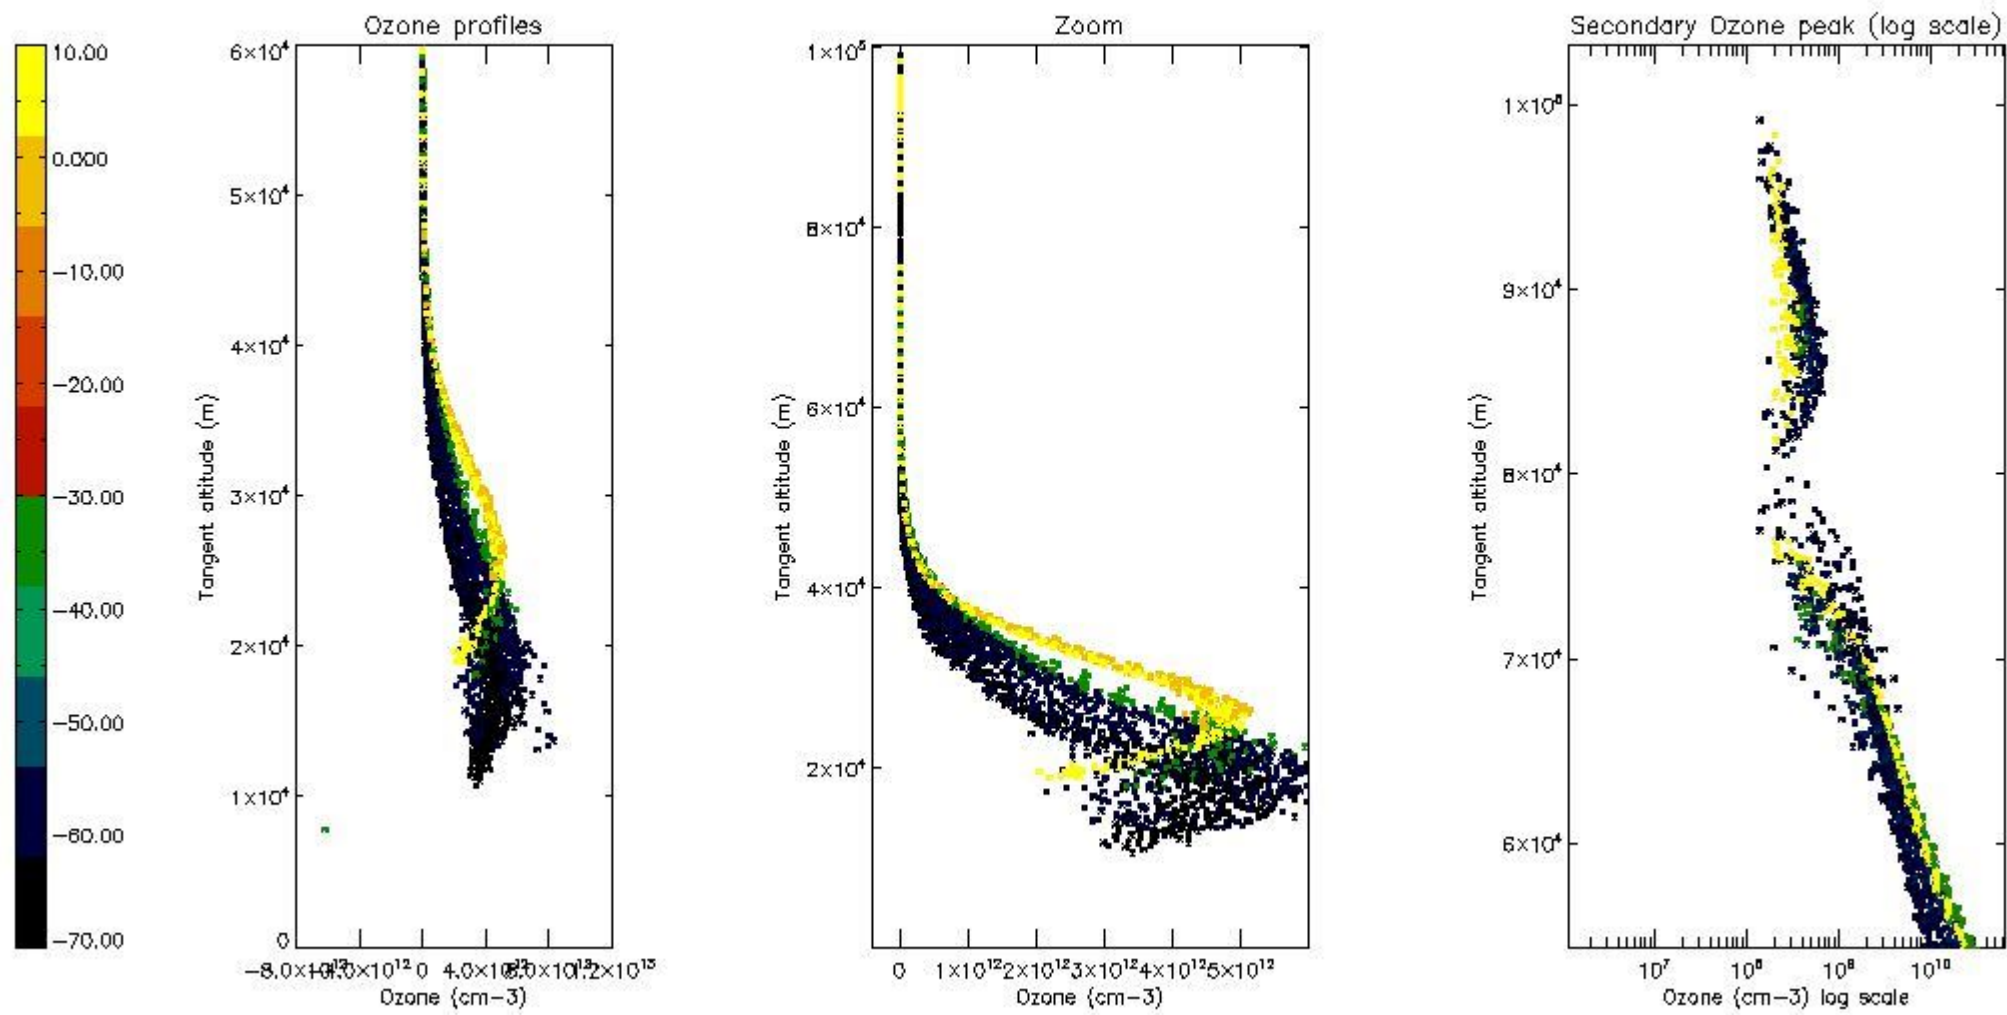 Ozone profiles
Zoom
Secondary Ozone peak (log scale)
10.00
0.000
−10.00
−20.00
−30.00
−40.00
−50.00
−60.00
−70.00
6×10⁴
5×10⁴
4×10⁴
3×10⁴
2×10⁴
1×10⁴
0
Tangent altitude (m)
0
Ozone (cm−3)
1×10⁵
8×10⁴
6×10⁴
4×10⁴
2×10⁴
Tangent altitude (m)
0 1×10¹² 2×10¹² 3×10¹² 4×10¹² 5×10¹²
Ozone (cm−3)
9×10⁴
8×10⁴
7×10⁴
6×10⁴
Tangent altitude (m)
10⁷ 10⁸ 10⁹ 10¹⁰
Ozone (cm−3) log scale